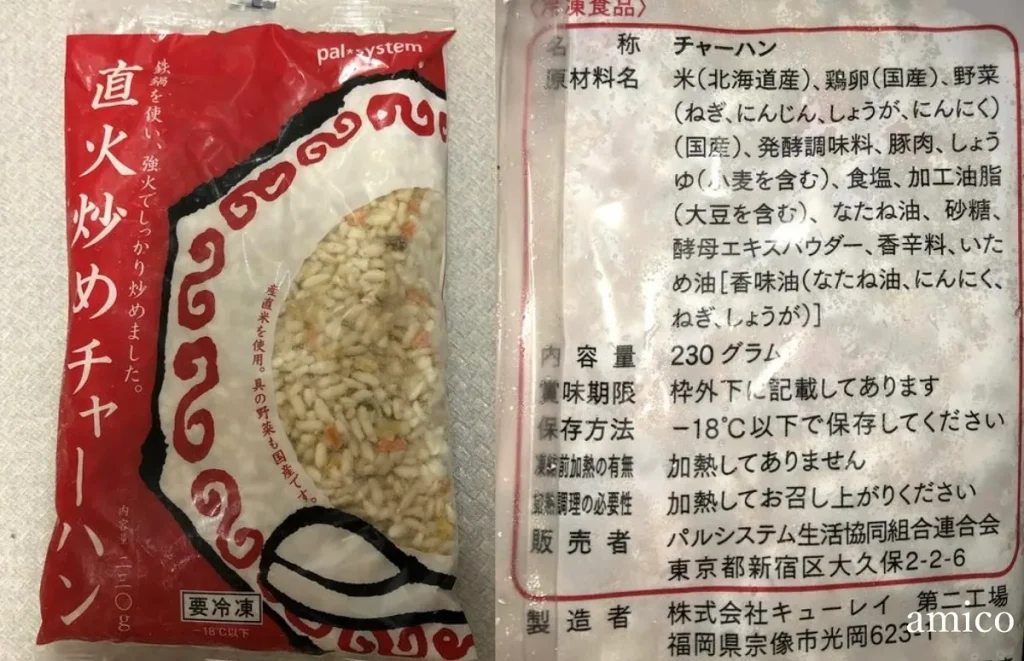 pal*system
直火炒めチャーハン
鉄鍋を使い、強火でしっかり炒めました。
産直米を使用。具の野菜も国産です。
内容量 二三〇g
要冷凍
−18℃以下
〈冷凍食品〉
名称 チャーハン
原材料名 米(北海道産)、鶏卵(国産)、野菜
(ねぎ、にんじん、しょうが、にんにく)
(国産)、発酵調味料、豚肉、しょう
ゆ(小麦を含む)、食塩、加工油脂
(大豆を含む)、なたね油、砂糖、
酵母エキスパウダー、香辛料、いた
め油[香味油(なたね油、にんにく、
ねぎ、しょうが)]
内容量 230グラム
賞味期限 枠外下に記載してあります
保存方法 −18℃以下で保存してください
凍結前加熱の有無 加熱してありません
加熱調理の必要性 加熱してお召し上がりください
販売者 パルシステム生活協同組合連合会
東京都新宿区大久保2-2-6
製造者 株式会社キューレイ 第二工場
福岡県宗像市光岡623-1
amico